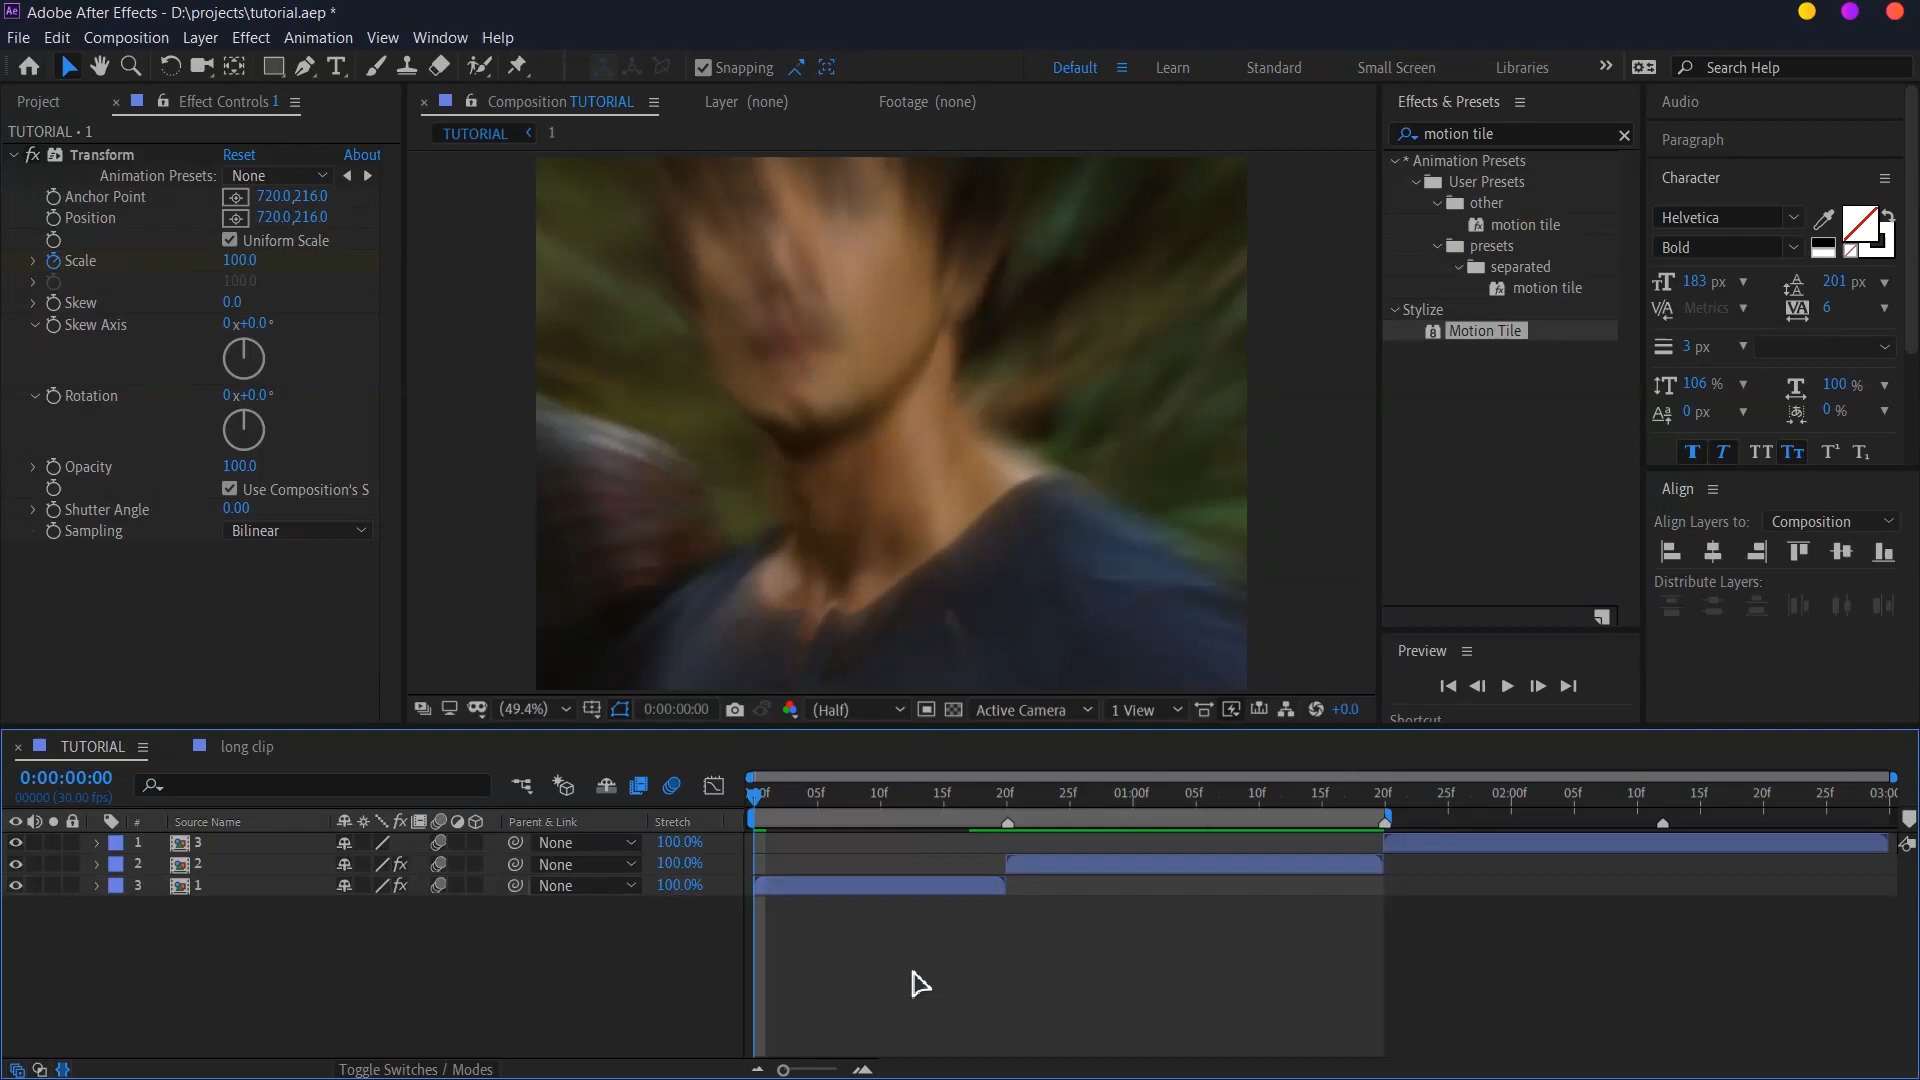 Ae Adobe After Effects - D:\projects\tutorial.aep *
File Edit Composition Layer Effect Animation View Window Help
Snapping Default Learn Standard Small Screen Libraries Search Help
Project Effect Controls 1
TUTORIAL • 1
fx Transform Reset About
Animation Presets: None
Anchor Point 720.0,216.0
Position 720.0,216.0
Uniform Scale
Scale 100.0
100.0
Skew 0.0
Skew Axis 0x+0.0°
Rotation 0x+0.0°
Opacity 100.0
Use Composition's S
Shutter Angle 0.00
Sampling Bilinear
Composition TUTORIAL Layer (none) Footage (none)
TUTORIAL 1
(49.4%) 0:00:00:00 (Half) Active Camera 1 View +0.0
Effects & Presets
motion tile
* Animation Presets
User Presets
other
motion tile
presets
separated
motion tile
Stylize
Motion Tile
Preview
Audio
Paragraph
Character
Helvetica
Bold
183 px 201 px
Metrics 6
3 px
106 % 100 %
0 px 0 %
T T TT Tt T¹ T₁
Align
Align Layers to: Composition
Distribute Layers:
TUTORIAL long clip
0:00:00:00
00000 (30.00 fps)
05f 10f 15f 20f 25f 01:00f 05f 10f 15f 20f 25f 02:00f 05f 10f 15f 20f 25f
# Source Name fx Parent & Link Stretch
1 3 None 100.0%
2 2 fx None 100.0%
3 1 fx None 100.0%
Toggle Switches / Modes